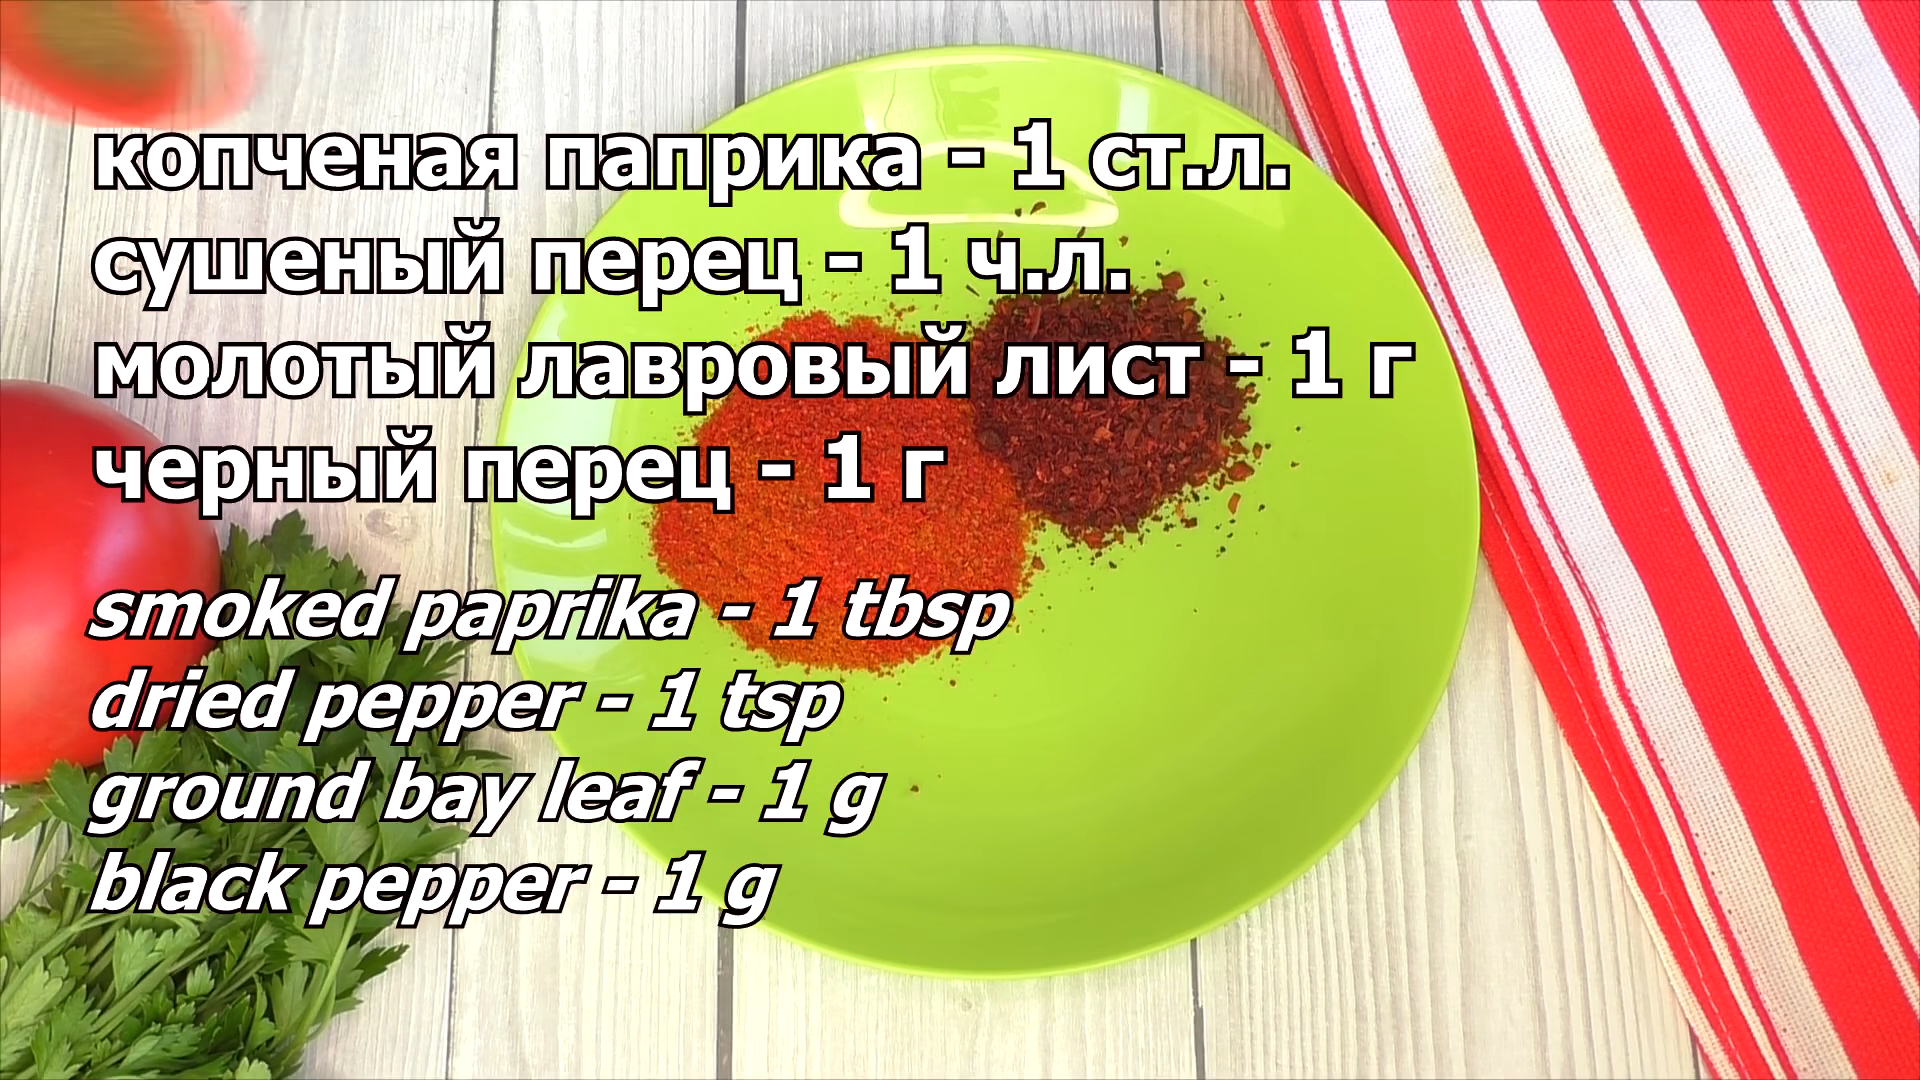 копченая паприка - 1 ст.л.
сушеный перец - 1 ч.л.
молотый лавровый лист - 1 г
черный перец - 1 г
smoked paprika - 1 tbsp
dried pepper - 1 tsp
ground bay leaf - 1 g
black pepper - 1 g